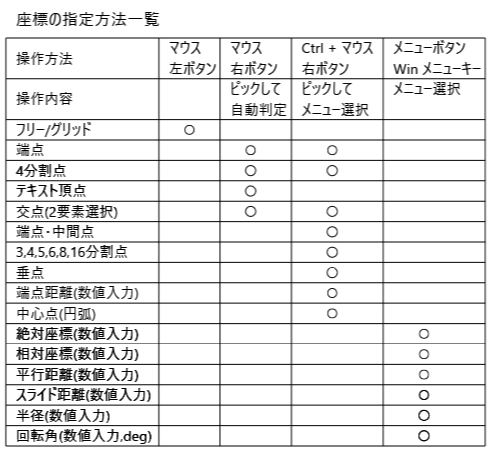 座標の指定方法一覧
操作方法 マウス左ボタン マウス右ボタン Ctrl + マウス右ボタン メニューボタン Win メニューキー
操作内容 ピックして自動判定 ピックしてメニュー選択 メニュー選択
フリー/グリッド ○
端点 ○ ○
4分割点 ○ ○
テキスト頂点 ○
交点(2要素選択) ○ ○
端点・中間点 ○
3,4,5,6,8,16分割点 ○
垂点 ○
端点距離(数値入力) ○
中心点(円弧) ○
絶対座標(数値入力) ○
相対座標(数値入力) ○
平行距離(数値入力) ○
スライド距離(数値入力) ○
半径(数値入力) ○
回転角(数値入力,deg) ○